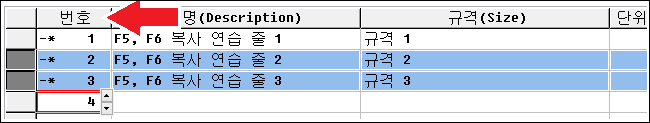 번호 명(Description) 규격(Size) 단위
-* 1 F5, F6 복사 연습 줄 1 규격 1
-* 2 F5, F6 복사 연습 줄 2 규격 2
-* 3 F5, F6 복사 연습 줄 3 규격 3
4